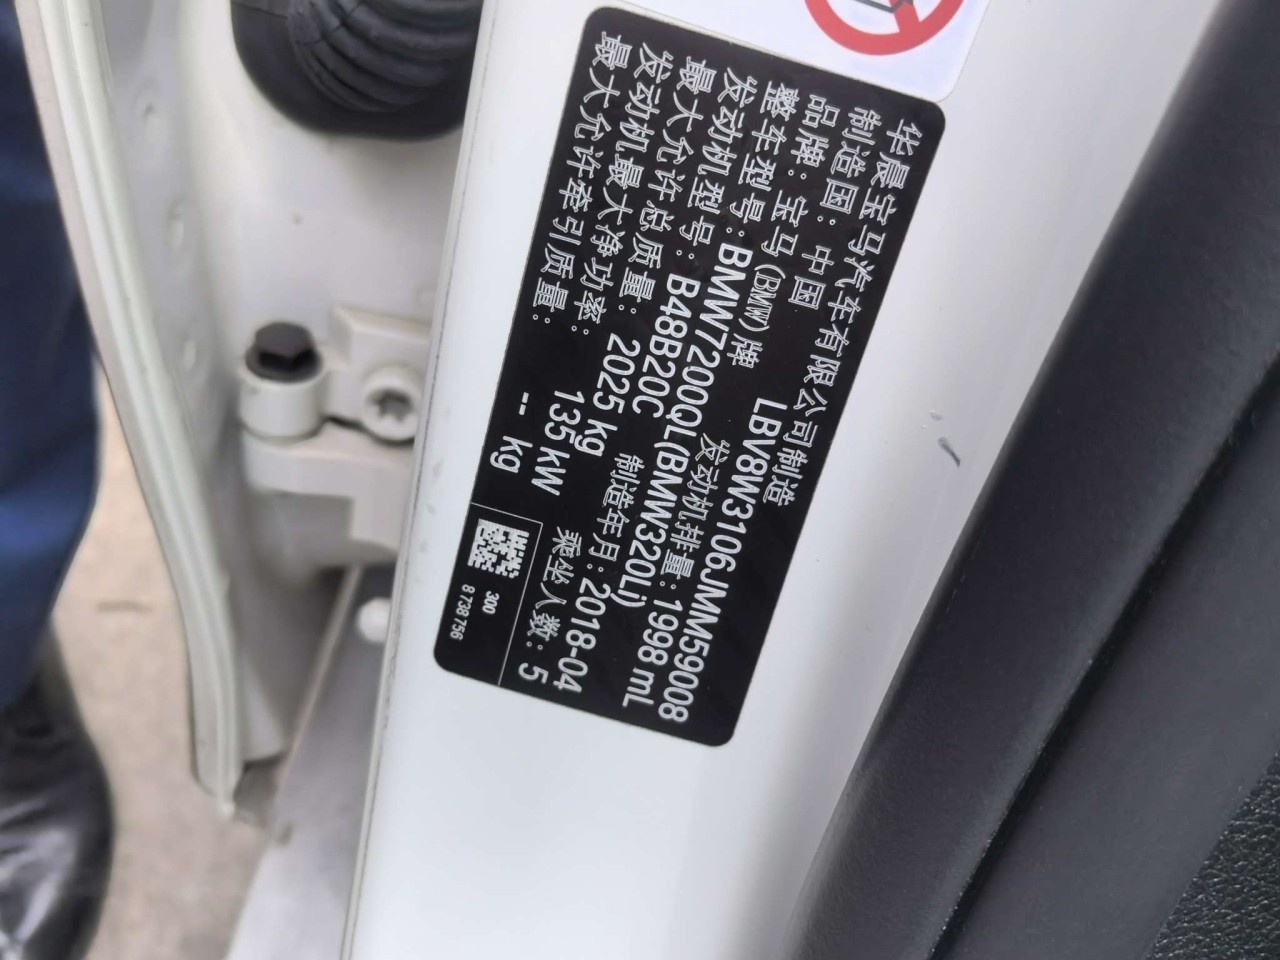 华晨宝马汽车有限公司制造
制造国: 中国 LBV8W3106JMM59008
品牌: 宝马(BMW)牌 发动机排量: 1998 mL
整车型号: BMW7200QL(BMW320Li)
发动机型号: B48B20C 制造年月: 2018-04
最大允许总质量: 2025 kg 乘坐人数: 5
发动机最大净功率: 135 kW
最大允许牵引质量: -- kg
300
8 738 756